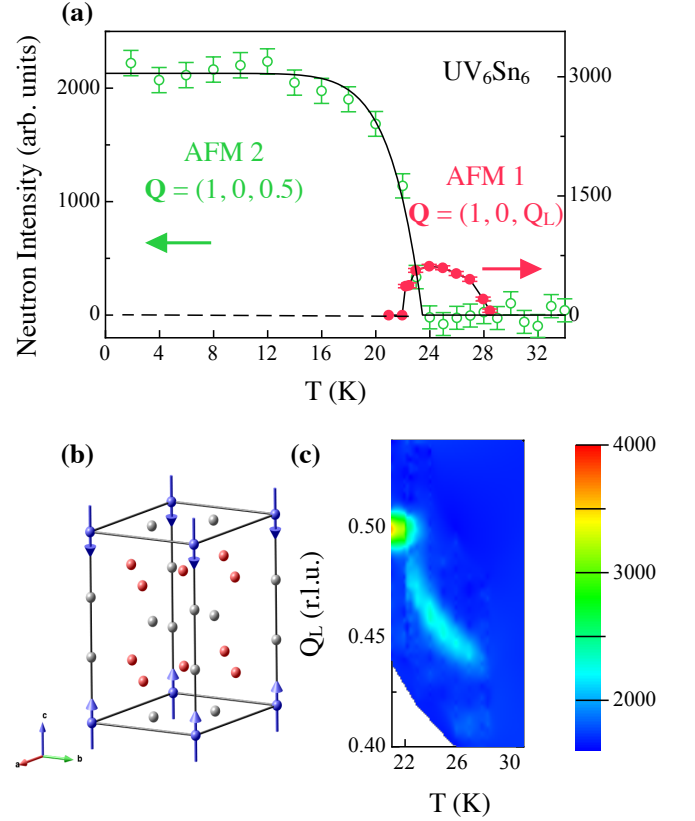 (a)
UV6Sn6
Neutron Intensity (arb. units)
2000
1000
0
3000
1500
0
AFM 2
Q = (1, 0, 0.5)
AFM 1
Q = (1, 0, QL)
0 4 8 12 16 20 24 28 32
T (K)
(b)
c
a
b
(c)
QL (r.l.u.)
0.50
0.45
0.40
22 26 30
T (K)
4000
3000
2000